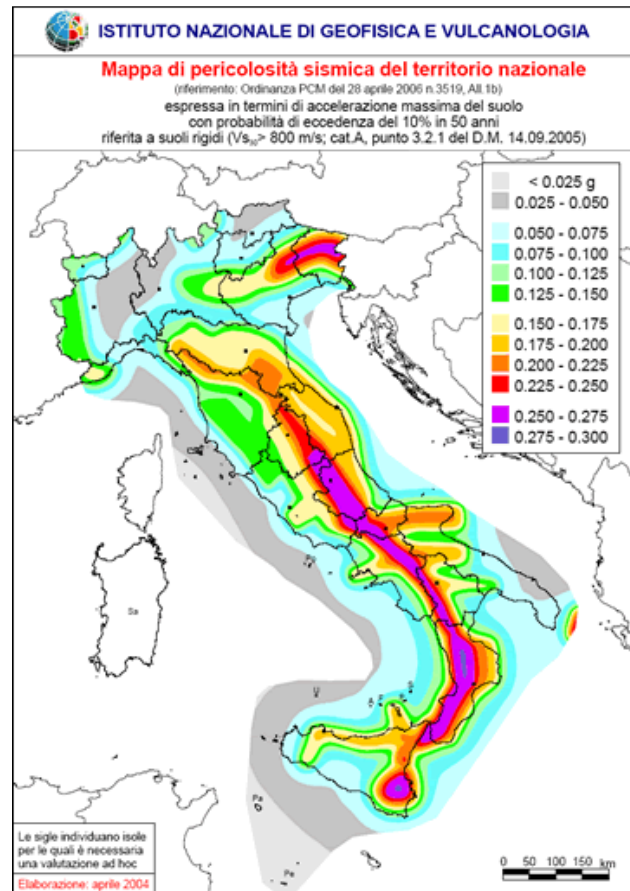 ISTITUTO NAZIONALE DI GEOFISICA E VULCANOLOGIA
Mappa di pericolosità sismica del territorio nazionale
(riferimento: Ordinanza PCM del 28 aprile 2006 n.3519, All.1b)
espressa in termini di accelerazione massima del suolo
con probabilità di eccedenza del 10% in 50 anni
riferita a suoli rigidi (Vs₃₀> 800 m/s; cat.A, punto 3.2.1 del D.M. 14.09.2005)
< 0.025 g
0.025 - 0.050
0.050 - 0.075
0.075 - 0.100
0.100 - 0.125
0.125 - 0.150
0.150 - 0.175
0.175 - 0.200
0.200 - 0.225
0.225 - 0.250
0.250 - 0.275
0.275 - 0.300
Sa
U
A
F
S
Pa
Pe
Le sigle individuano isole
per le quali è necessaria
una valutazione ad hoc
Elaborazione: aprile 2004
0 50 100 150 km